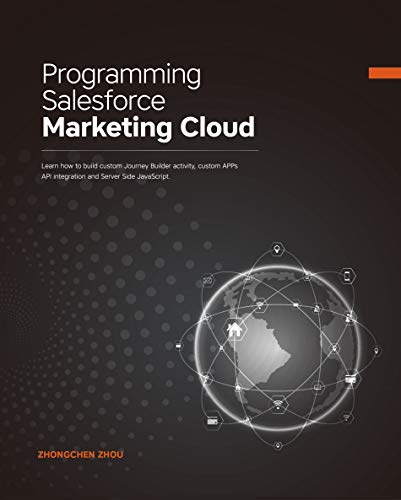 Programming
Salesforce
Marketing Cloud
Learn how to build custom Journey Builder activity, custom APPs
API integration and Server Side JavaScript.
ZHONGCHEN ZHOU